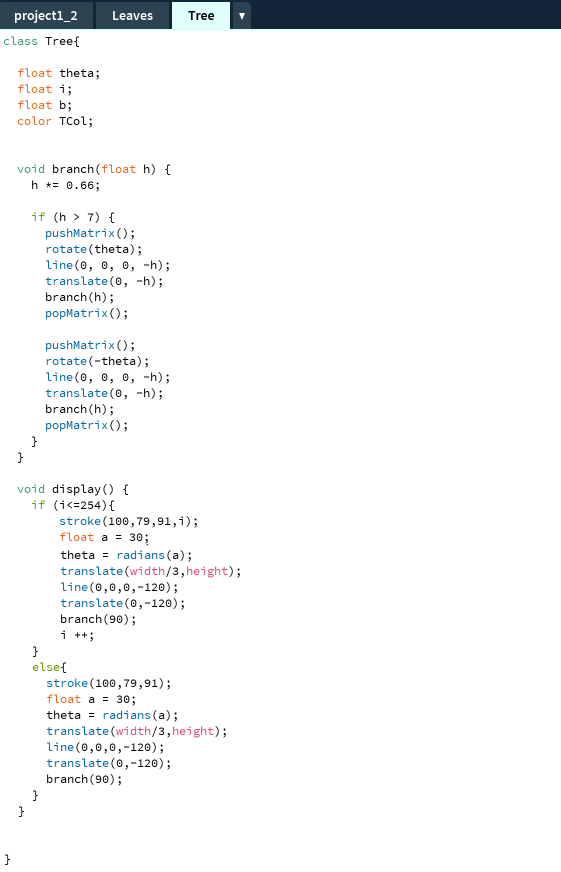 project1_2 Leaves Tree ▼
class Tree{
float theta;
float i;
float b;
color TCol;
void branch(float h) {
h *= 0.66;
if (h > 7) {
pushMatrix();
rotate(theta);
line(0, 0, 0, -h);
translate(0, -h);
branch(h);
popMatrix();
pushMatrix();
rotate(-theta);
line(0, 0, 0, -h);
translate(0, -h);
branch(h);
popMatrix();
}
}
void display() {
if (i<=254){
stroke(100,79,91,i);
float a = 30;
theta = radians(a);
translate(width/3,height);
line(0,0,0,-120);
translate(0,-120);
branch(90);
i ++;
}
else{
stroke(100,79,91);
float a = 30;
theta = radians(a);
translate(width/3,height);
line(0,0,0,-120);
translate(0,-120);
branch(90);
}
}
}